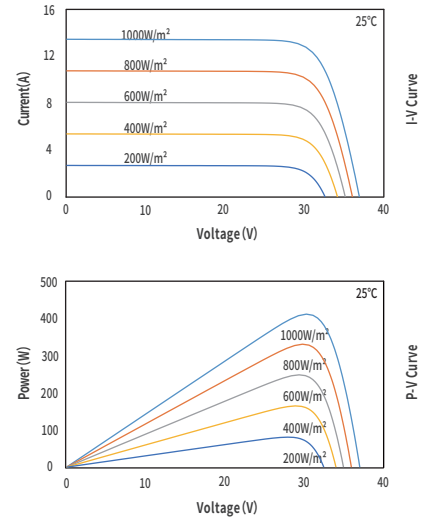 16
25°C
1000W/m²
12
800W/m²
Current(A)
I-V Curve
600W/m²
8
400W/m²
4
200W/m²
0
0 10 20 30 40
Voltage(V)
500
25°C
400
1000W/m²
300
800W/m²
Power (W)
P-V Curve
200
600W/m²
100
400W/m²
200W/m²
0
0 10 20 30 40
Voltage(V)